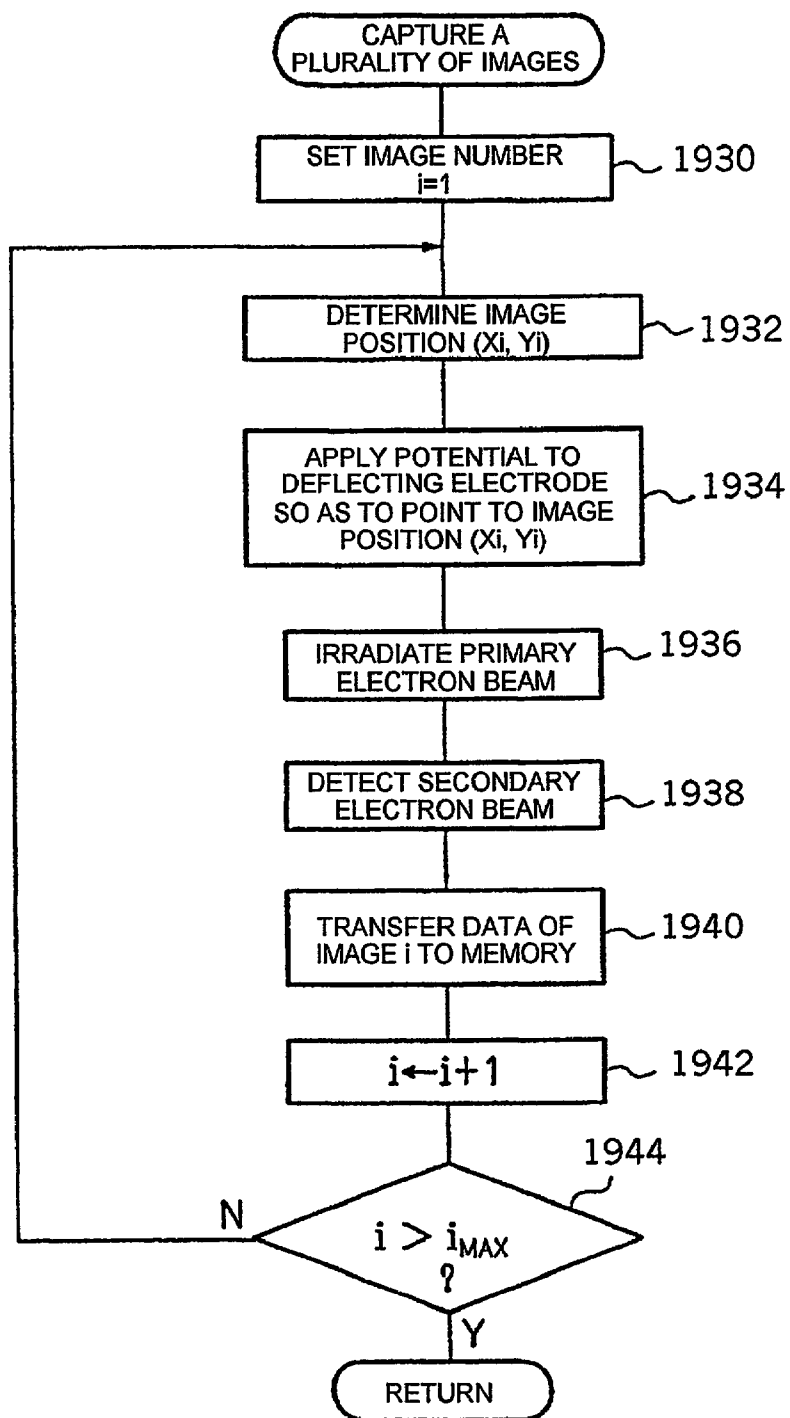 CAPTURE A
PLURALITY OF IMAGES
SET IMAGE NUMBER
i=1
1930
DETERMINE IMAGE
POSITION (Xi, Yi)
1932
APPLY POTENTIAL TO
DEFLECTING ELECTRODE
SO AS TO POINT TO IMAGE
POSITION (Xi, Yi)
1934
IRRADIATE PRIMARY
ELECTRON BEAM
1936
DETECT SECONDARY
ELECTRON BEAM
1938
TRANSFER DATA OF
IMAGE i TO MEMORY
1940
i←i+1
1942
1944
N
i > iMAX
?
Y
RETURN